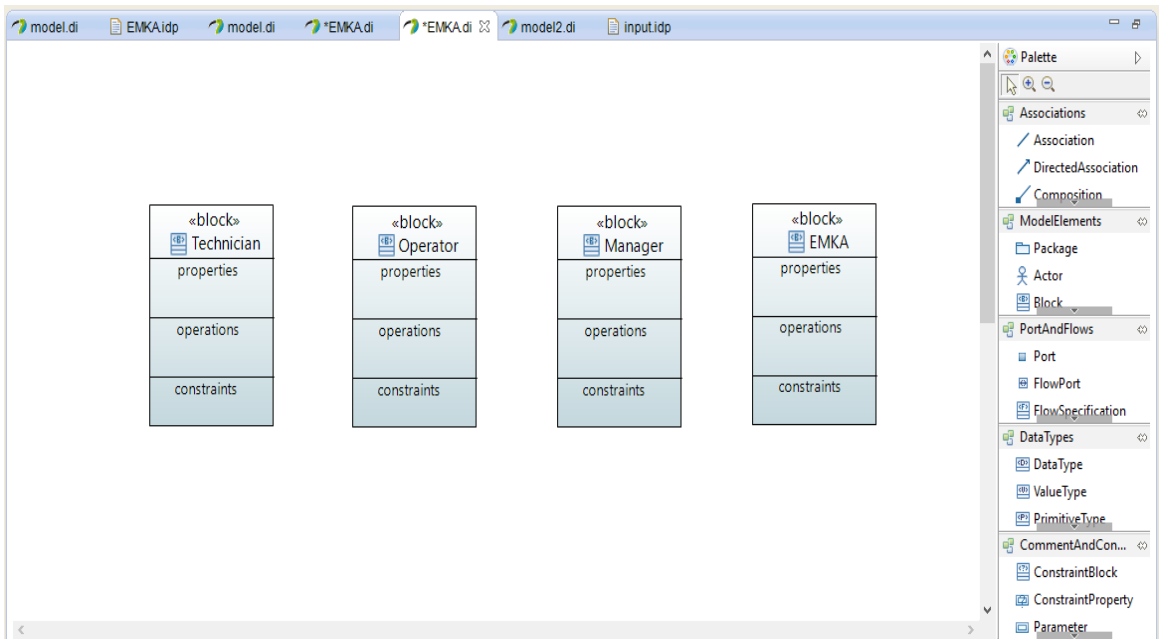 model.di EMKA.idp model.di *EMKA.di *EMKA.di model2.di input.idp
Palette
Associations
Association
DirectedAssociation
Composition
ModelElements
Package
Actor
Block
PortAndFlows
Port
FlowPort
FlowSpecification
DataTypes
DataType
ValueType
PrimitiveType
CommentAndCon...
ConstraintBlock
ConstraintProperty
Parameter
«block»
Technician
properties
operations
constraints
«block»
Operator
properties
operations
constraints
«block»
Manager
properties
operations
constraints
«block»
EMKA
properties
operations
constraints